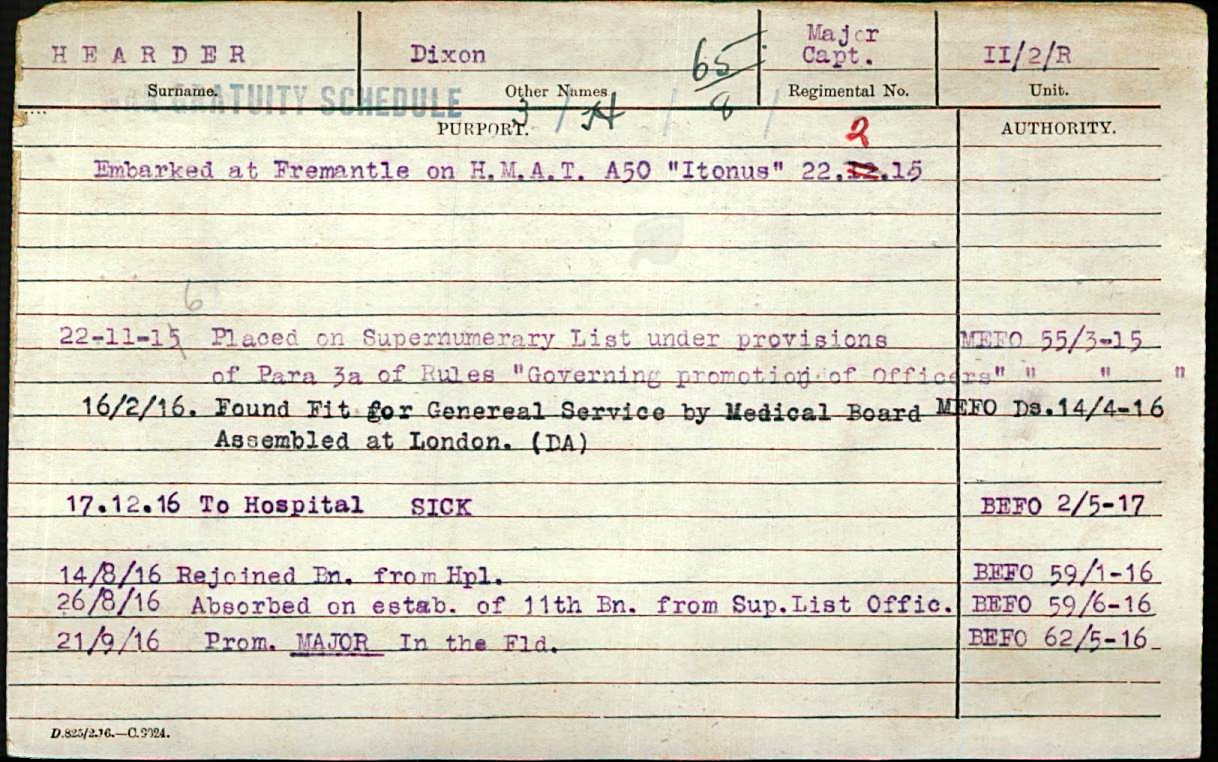 Major
H E A R D E R Dixon 65/8 Capt. II/2/R
Surname. Other Names Regimental No. Unit.
GRATUITY SCHEDULE 3 / JH / /
PURPORT. AUTHORITY.
2
Embarked at Fremantle on H.M.A.T. A50 "Itonus" 22.12.15
6
22-11-15 Placed on Supernumerary List under provisions MEFO 55/3-15
of Para 3a of Rules "Governing promotion of Officers" " " "
16/2/16. Found Fit for Genereal Service by Medical Board MEFO Ds.14/4-16
Assembled at London. (DA)
17.12.16 To Hospital SICK BEFO 2/5-17
14/8/16 Rejoined Bn. from Hpl. BEFO 59/1-16
26/8/16 Absorbed on estab. of 11th Bn. from Sup.List Offic. BEFO 59/6-16
21/9/16 Prom. MAJOR In the Fld. BEFO 62/5-16
D.825/2.16.—C.9024.